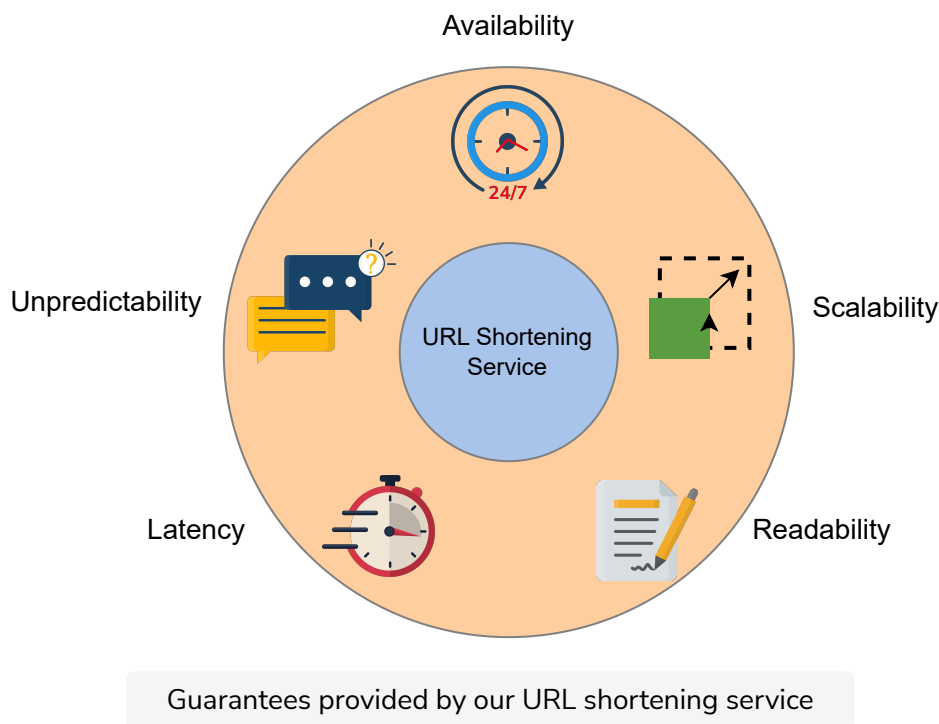 Availability
24/7
?
Unpredictability
Scalability
URL Shortening
Service
Latency
Readability
Guarantees provided by our URL shortening service